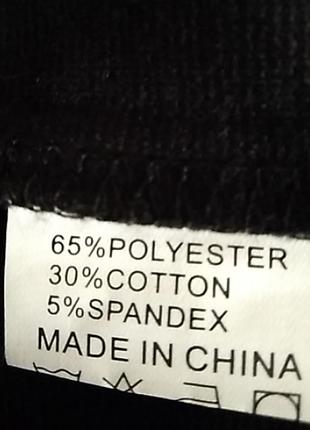 65%POLYESTER
30%COTTON
5%SPANDEX
MADE IN CHINA